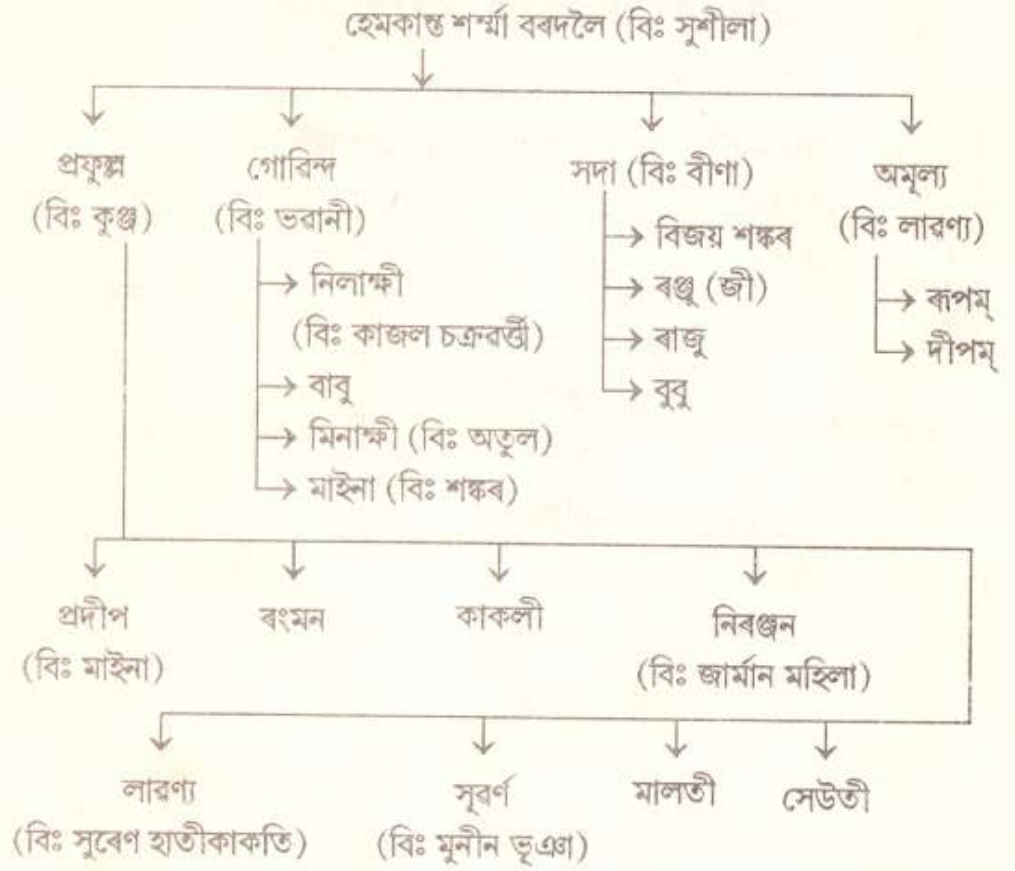 হেমকান্ত শৰ্ম্মা বৰদলৈ (বিঃ সুশীলা)
প্ৰফুল্ল
(বিঃ কুঞ্জ)
গোৱিন্দ
(বিঃ ভৱানী)
নিলাক্ষী
(বিঃ কাজল চক্ৰবৰ্ত্তী)
বাবু
মিনাক্ষী (বিঃ অতুল)
মাইনা (বিঃ শঙ্কৰ)
সদা (বিঃ বীণা)
বিজয় শঙ্কৰ
ৰঞ্জু (জী)
ৰাজু
বুবু
অমূল্য
(বিঃ লাৱণ্য)
ৰূপম্
দীপম্
প্ৰদীপ
(বিঃ মাইনা)
ৰংমন
কাকলী
নিৰঞ্জন
(বিঃ জাৰ্মান মহিলা)
লাৱণ্য
(বিঃ সুৰেণ হাতীকাকতি)
সূৱৰ্ণ
(বিঃ মুনীন ভূঞা)
মালতী
সেউতী